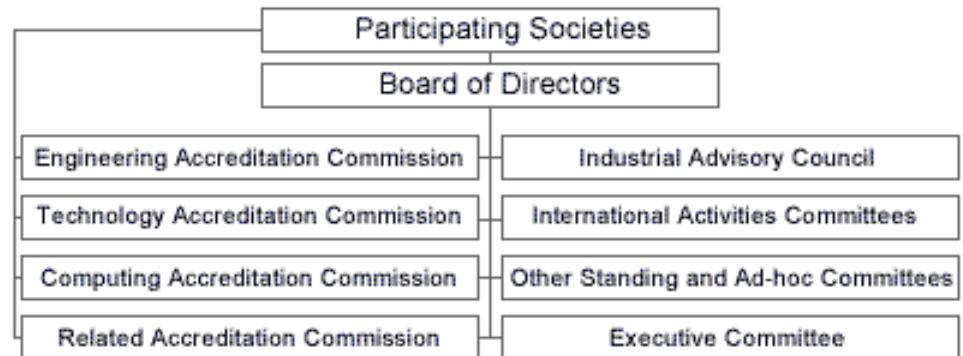 Participating Societies
Board of Directors
Engineering Accreditation Commission
Industrial Advisory Council
Technology Accreditation Commission
International Activities Committees
Computing Accreditation Commission
Other Standing and Ad-hoc Committees
Related Accreditation Commission
Executive Committee